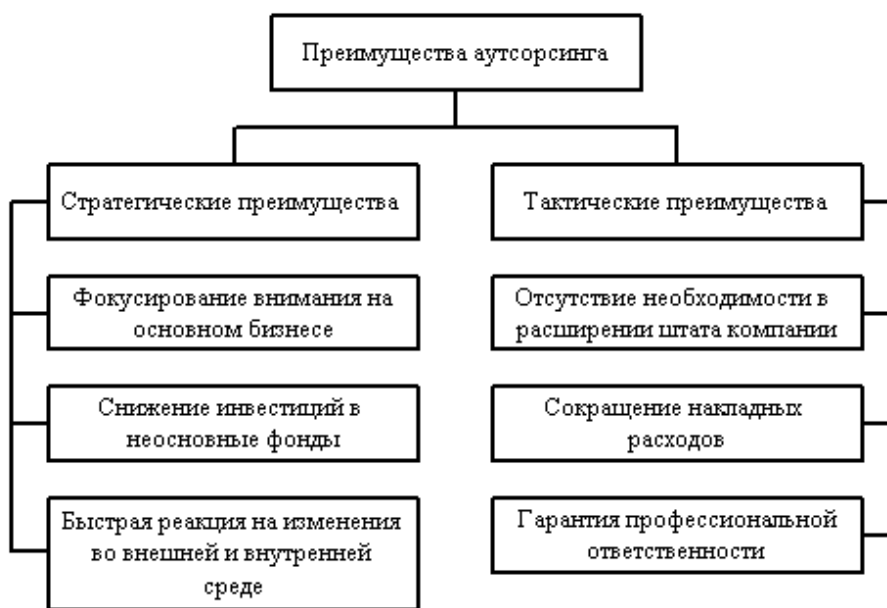 Преимущества аутсорсинга
Стратегические преимущества
Фокусирование внимания на
основном бизнесе
Снижение инвестиций в
неосновные фонды
Быстрая реакция на изменения
во внешней и внутренней
среде
Тактические преимущества
Отсутствие необходимости в
расширении штата компании
Сокращение накладных
расходов
Гарантия профессиональной
ответственности